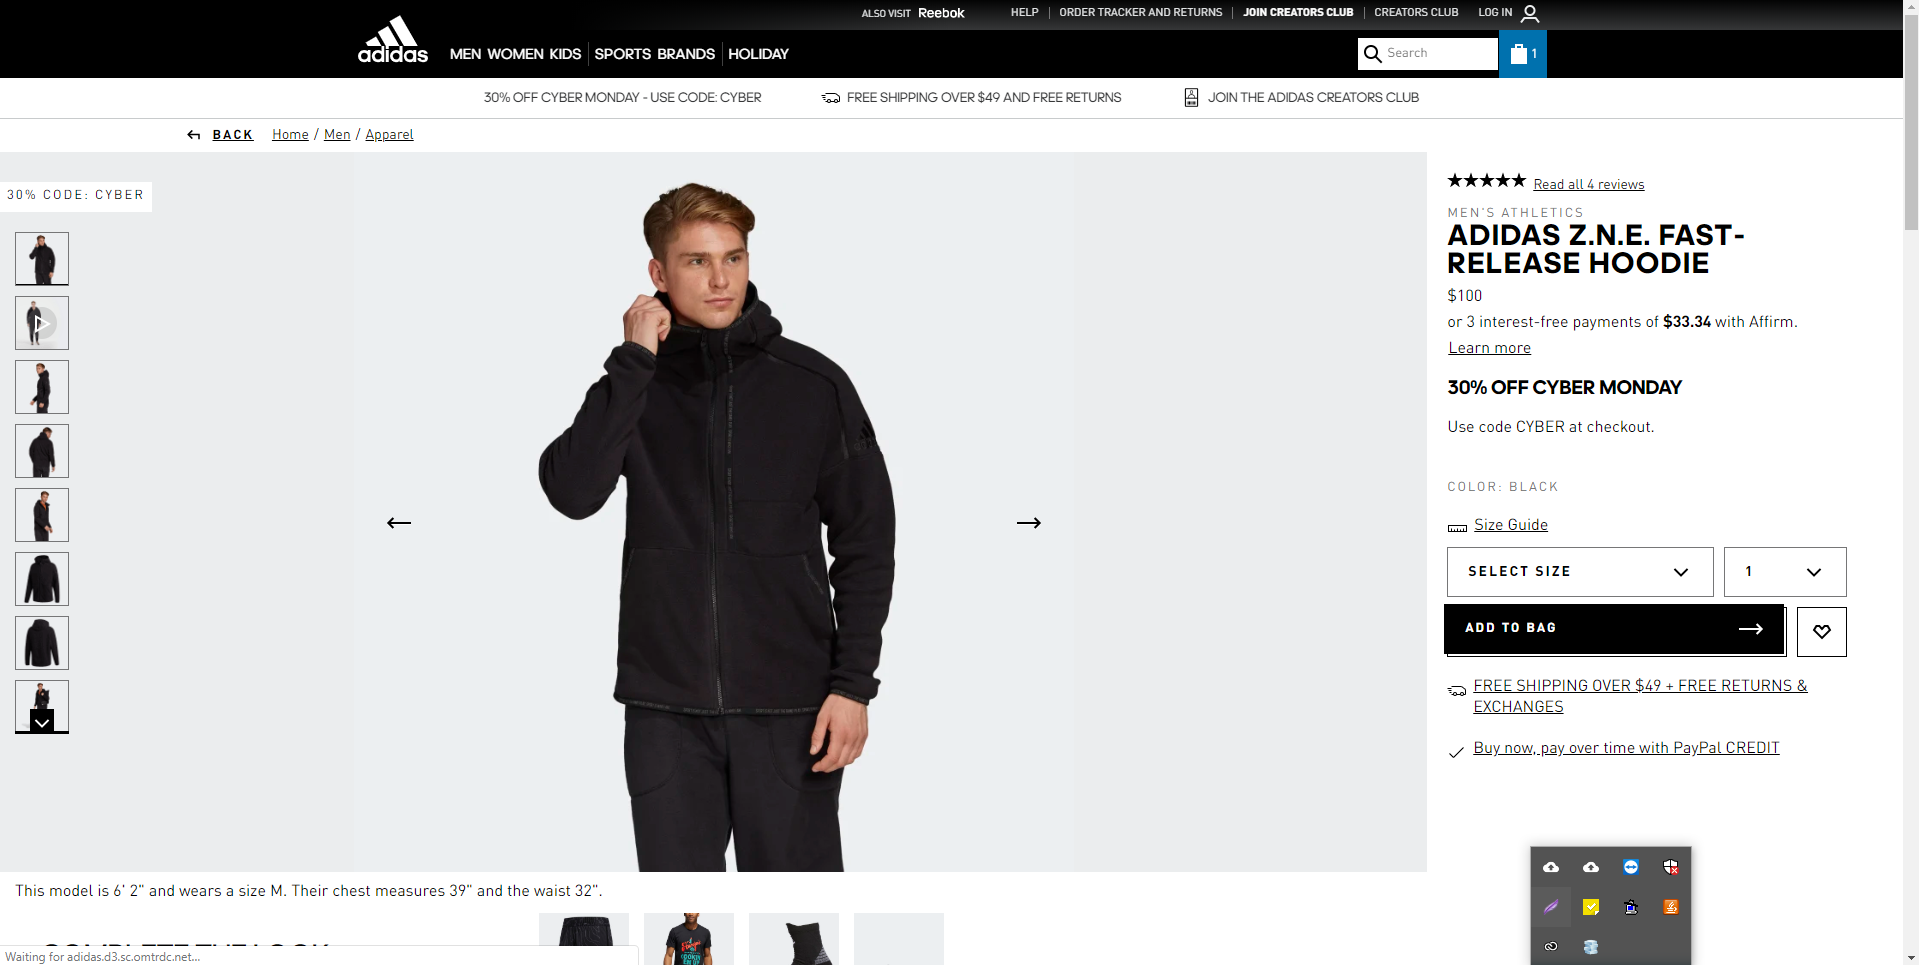 ALSO VISIT Reebok
HELP
ORDER TRACKER AND RETURNS
JOIN CREATORS CLUB
CREATORS CLUB
LOG IN
adidas
MEN WOMEN KIDS SPORTS BRANDS HOLIDAY
Search
1
30% OFF CYBER MONDAY - USE CODE: CYBER
FREE SHIPPING OVER $49 AND FREE RETURNS
JOIN THE ADIDAS CREATORS CLUB
BACK
Home / Men / Apparel
30% CODE: CYBER
Read all 4 reviews
MEN'S ATHLETICS
ADIDAS Z.N.E. FAST-
RELEASE HOODIE
$100
or 3 interest-free payments of $33.34 with Affirm.
Learn more
30% OFF CYBER MONDAY
Use code CYBER at checkout.
COLOR: BLACK
Size Guide
SELECT SIZE
1
ADD TO BAG
FREE SHIPPING OVER $49 + FREE RETURNS &
EXCHANGES
Buy now, pay over time with PayPal CREDIT
This model is 6' 2" and wears a size M. Their chest measures 39" and the waist 32".
COMPLETE THE LOOK
Waiting for adidas.d3.sc.omtrdc.net...